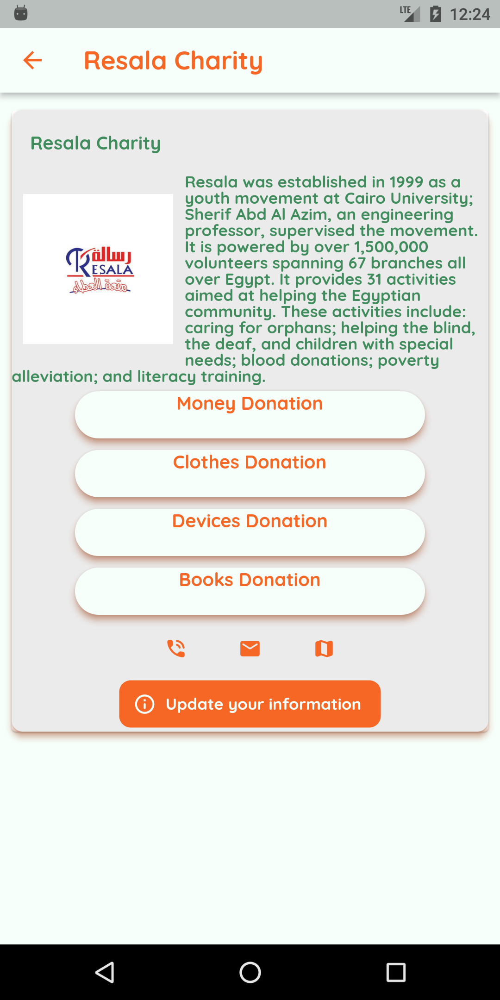 LTE 12:24
Resala Charity
Resala Charity
Resala was established in 1999 as a
youth movement at Cairo University;
Sherif Abd Al Azim, an engineering
professor, supervised the movement.
It is powered by over 1,500,000
volunteers spanning 67 branches all
over Egypt. It provides 31 activities
aimed at helping the Egyptian
community. These activities include:
caring for orphans; helping the blind,
the deaf, and children with special
needs; blood donations; poverty
alleviation; and literacy training.
رسالة
RESALA
متعة العطاء
Money Donation
Clothes Donation
Devices Donation
Books Donation
Update your information